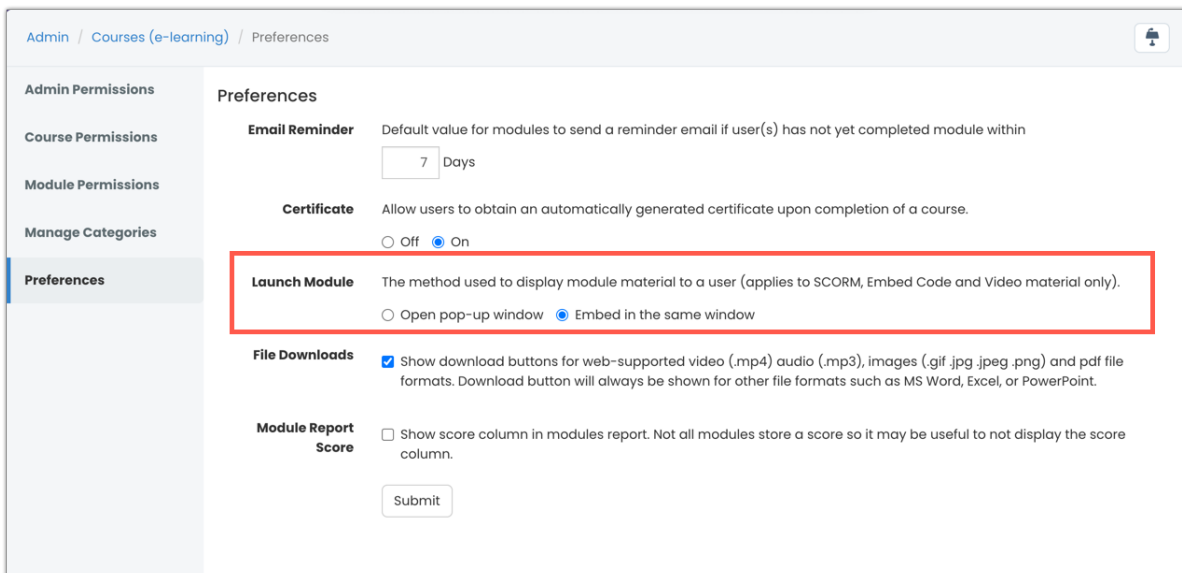 Admin / Courses (e-learning) / Preferences
Admin Permissions
Course Permissions
Module Permissions
Manage Categories
Preferences
Preferences
Email Reminder
Default value for modules to send a reminder email if user(s) has not yet completed module within
7 Days
Certificate
Allow users to obtain an automatically generated certificate upon completion of a course.
Off On
Launch Module
The method used to display module material to a user (applies to SCORM, Embed Code and Video material only).
Open pop-up window Embed in the same window
File Downloads
Show download buttons for web-supported video (.mp4) audio (.mp3), images (.gif .jpg .jpeg .png) and pdf file
formats. Download button will always be shown for other file formats such as MS Word, Excel, or PowerPoint.
Module Report
Score
Show score column in modules report. Not all modules store a score so it may be useful to not display the score
column.
Submit